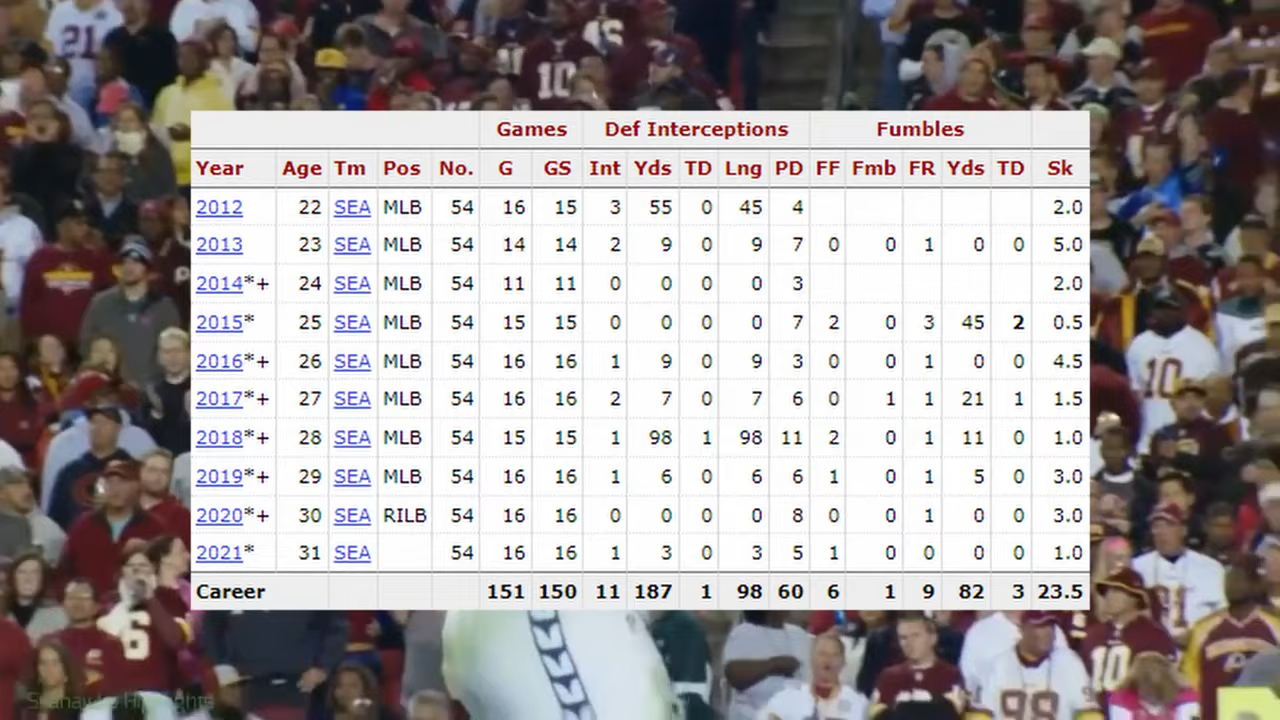 Games Def Interceptions Fumbles
Year Age Tm Pos No. G GS Int Yds TD Lng PD FF Fmb FR Yds TD Sk
2012 22 SEA MLB 54 16 15 3 55 0 45 4 2.0
2013 23 SEA MLB 54 14 14 2 9 0 9 7 0 0 1 0 0 5.0
2014*+ 24 SEA MLB 54 11 11 0 0 0 0 3 2.0
2015* 25 SEA MLB 54 15 15 0 0 0 0 7 2 0 3 45 2 0.5
2016*+ 26 SEA MLB 54 16 16 1 9 0 9 3 0 0 1 0 0 4.5
2017*+ 27 SEA MLB 54 16 16 2 7 0 7 6 0 1 1 21 1 1.5
2018*+ 28 SEA MLB 54 15 15 1 98 1 98 11 2 0 1 11 0 1.0
2019*+ 29 SEA MLB 54 16 16 1 6 0 6 6 1 0 1 5 0 3.0
2020*+ 30 SEA RILB 54 16 16 0 0 0 0 8 0 0 1 0 0 3.0
2021* 31 SEA 54 16 16 1 3 0 3 5 1 0 0 0 0 1.0
Career 151 150 11 187 1 98 60 6 1 9 82 3 23.5
21
10
10
6
10
98